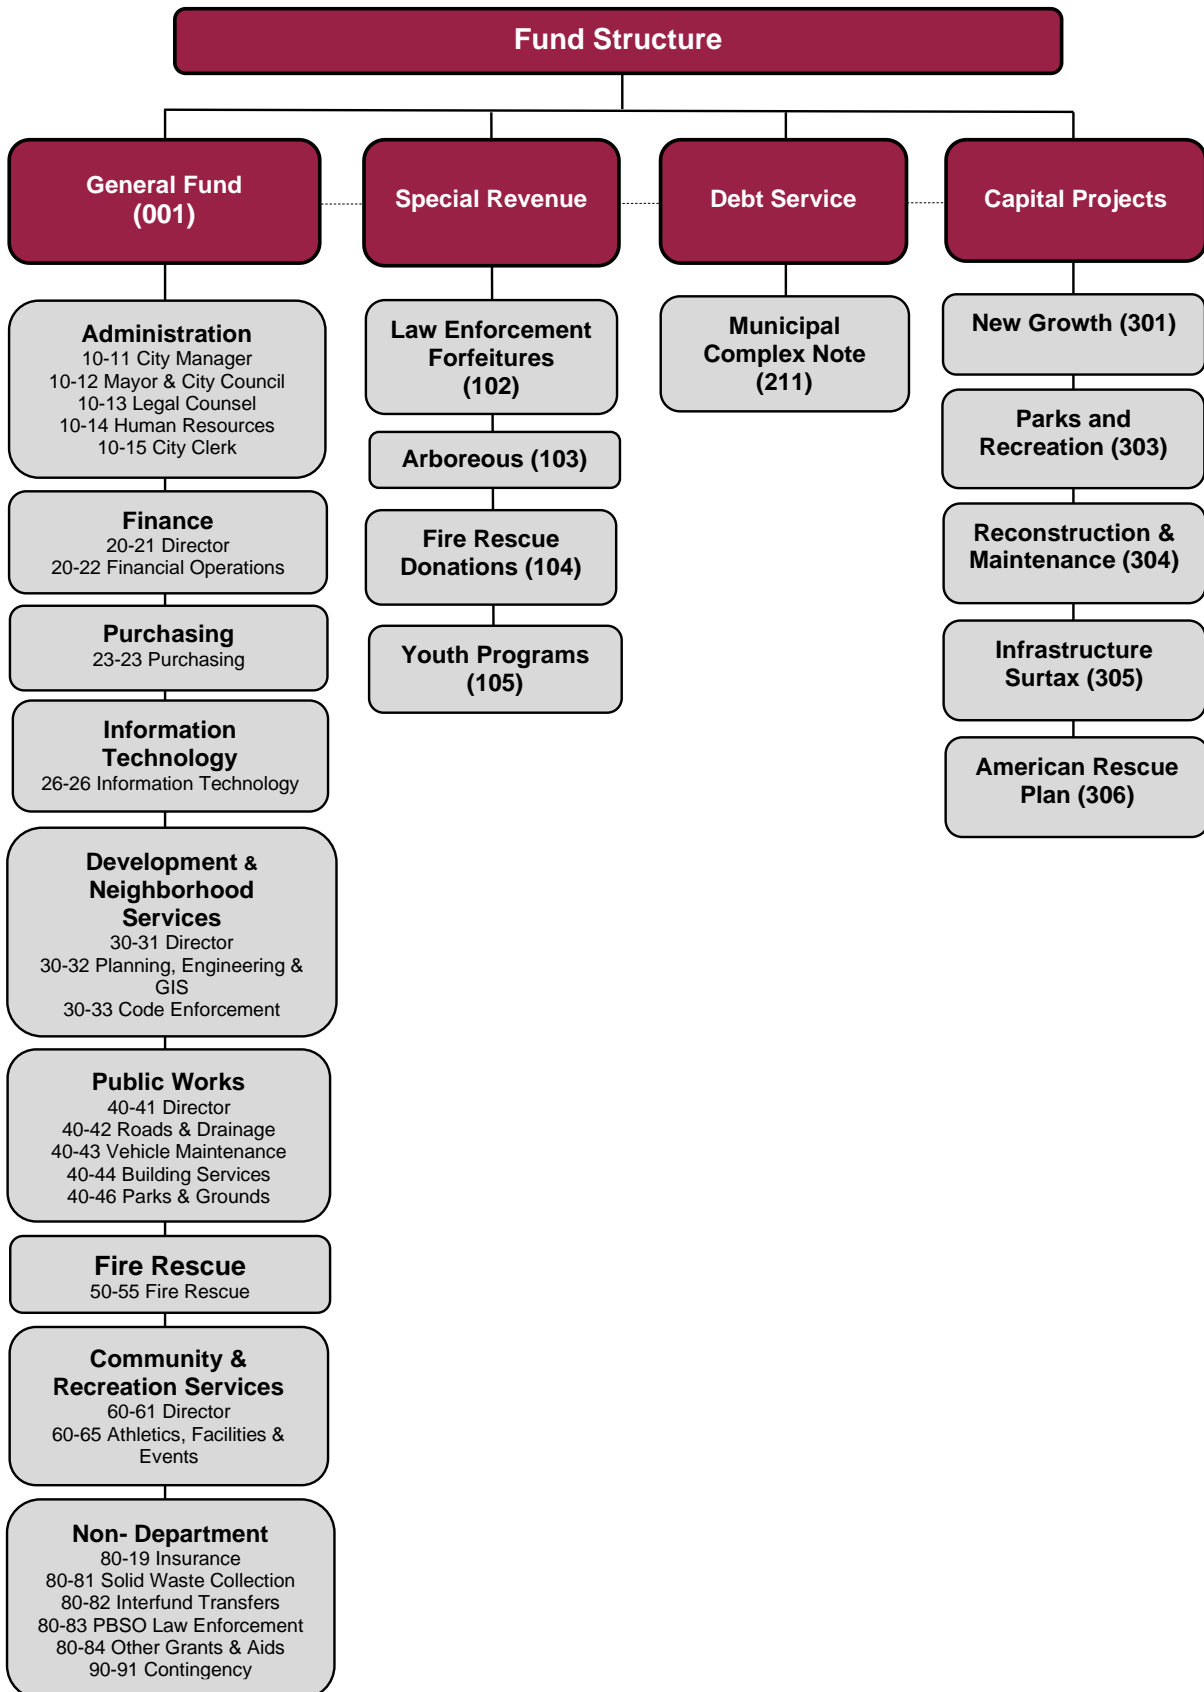 Fund Structure
General Fund
(001)
Special Revenue
Debt Service
Capital Projects
Administration
10-11 City Manager
10-12 Mayor & City Council
10-13 Legal Counsel
10-14 Human Resources
10-15 City Clerk
Finance
20-21 Director
20-22 Financial Operations
Purchasing
23-23 Purchasing
Information
Technology
26-26 Information Technology
Development &
Neighborhood
Services
30-31 Director
30-32 Planning, Engineering &
GIS
30-33 Code Enforcement
Public Works
40-41 Director
40-42 Roads & Drainage
40-43 Vehicle Maintenance
40-44 Building Services
40-46 Parks & Grounds
Fire Rescue
50-55 Fire Rescue
Community &
Recreation Services
60-61 Director
60-65 Athletics, Facilities &
Events
Non- Department
80-19 Insurance
80-81 Solid Waste Collection
80-82 Interfund Transfers
80-83 PBSO Law Enforcement
80-84 Other Grants & Aids
90-91 Contingency
Law Enforcement
Forfeitures
(102)
Arboreous (103)
Fire Rescue
Donations (104)
Youth Programs
(105)
Municipal
Complex Note
(211)
New Growth (301)
Parks and
Recreation (303)
Reconstruction &
Maintenance (304)
Infrastructure
Surtax (305)
American Rescue
Plan (306)